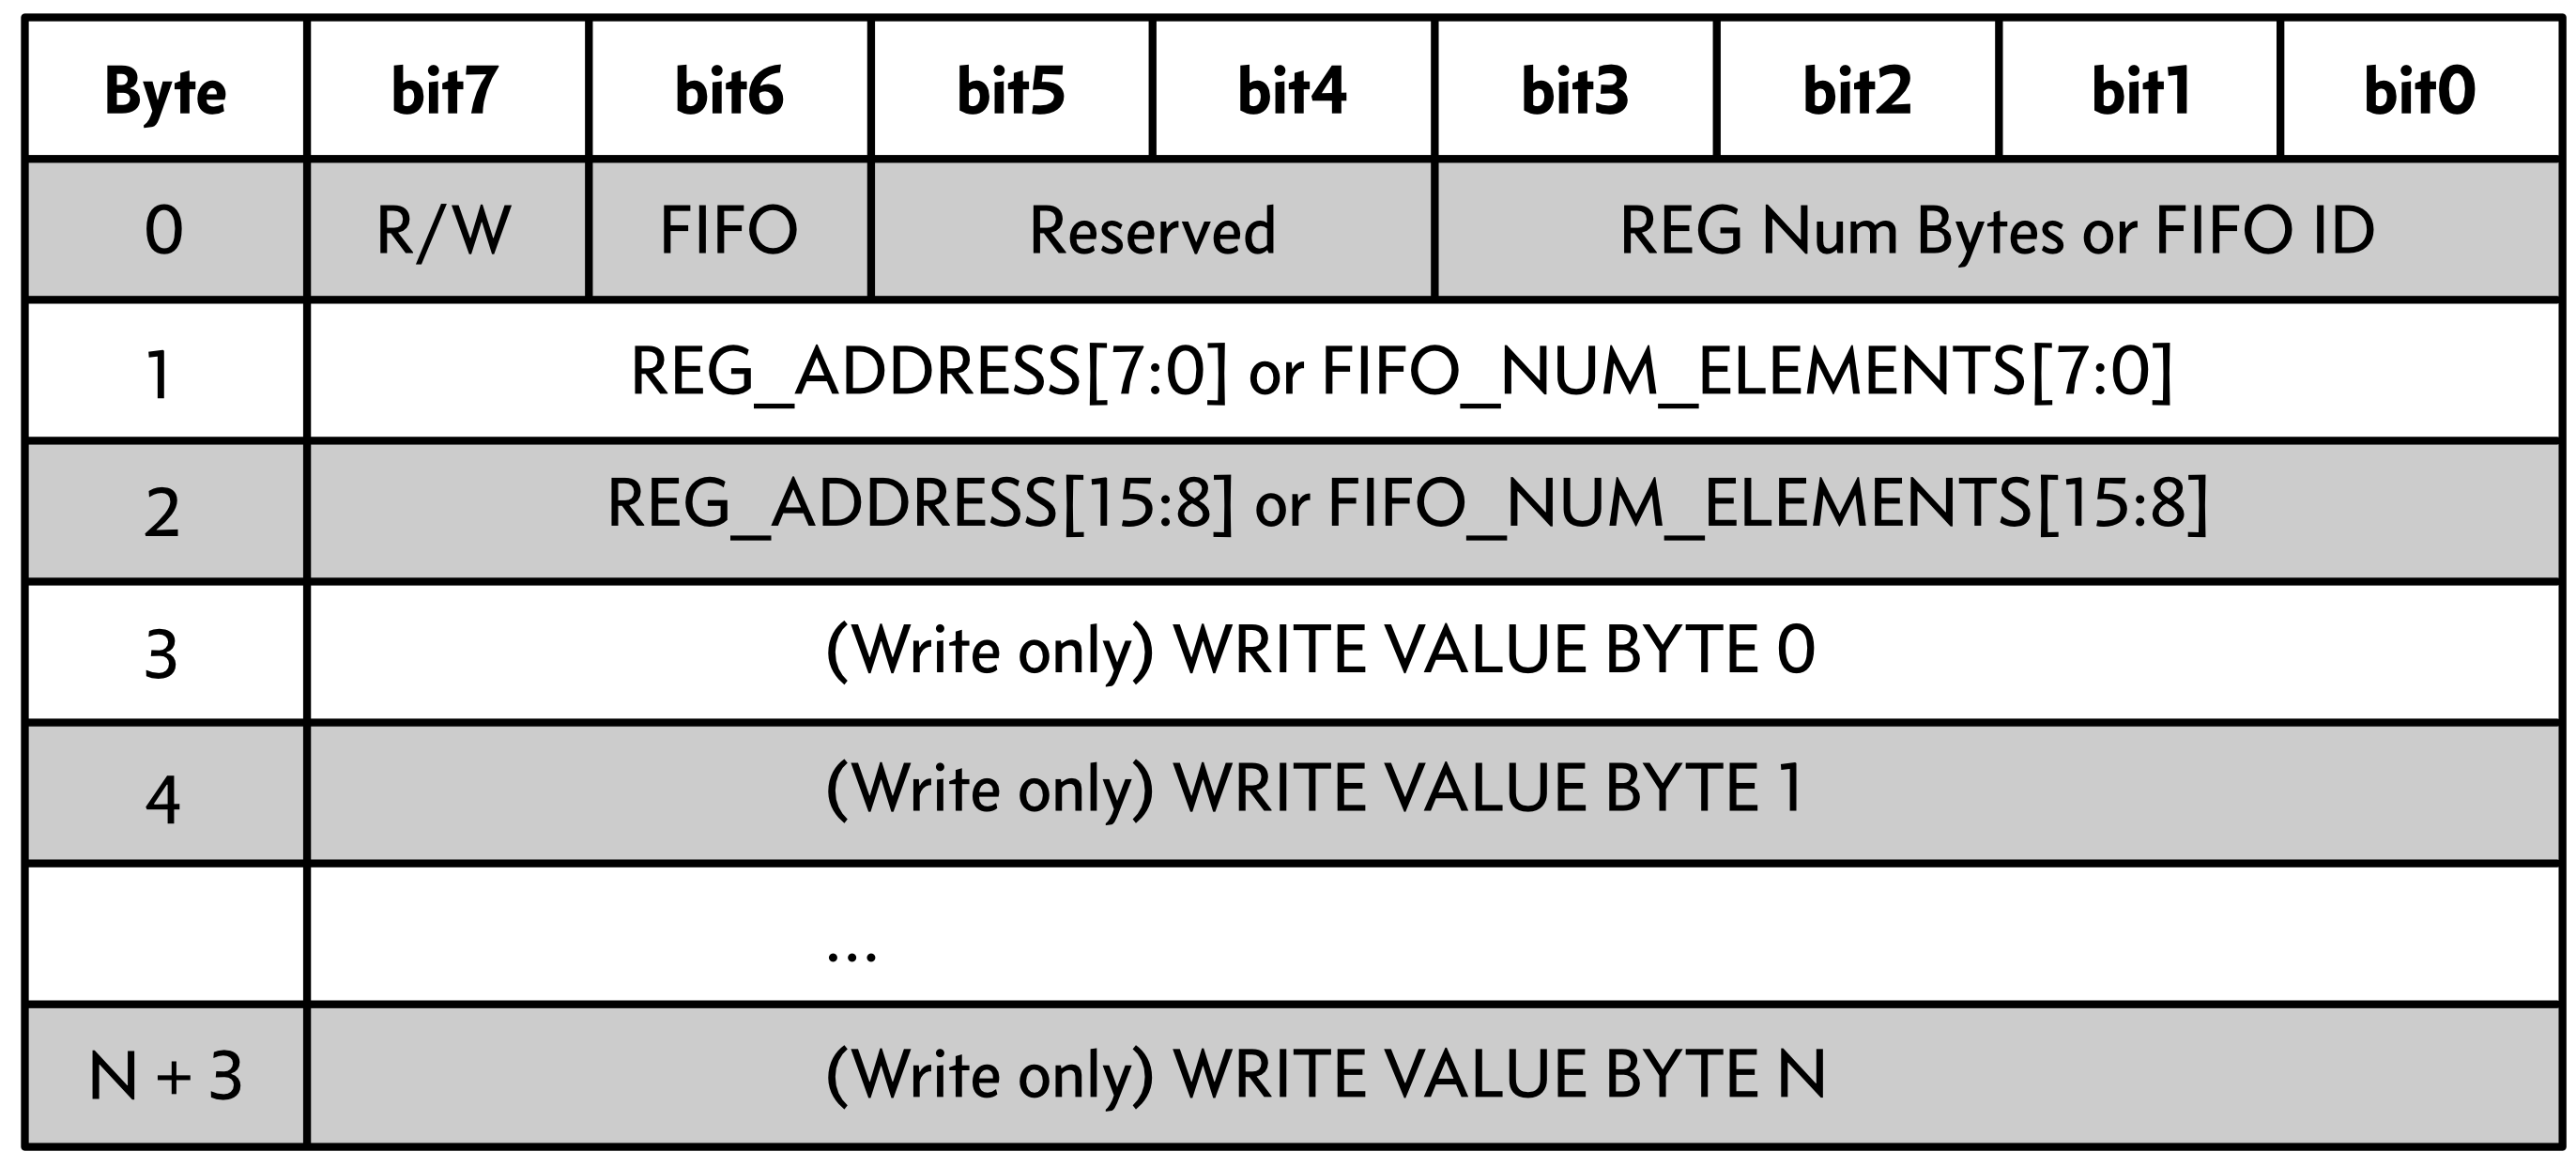 Byte bit7 bit6 bit5 bit4 bit3 bit2 bit1 bit0
0 R/W FIFO Reserved REG Num Bytes or FIFO ID
1 REG_ADDRESS[7:0] or FIFO_NUM_ELEMENTS[7:0]
2 REG_ADDRESS[15:8] or FIFO_NUM_ELEMENTS[15:8]
3 (Write only) WRITE VALUE BYTE 0
4 (Write only) WRITE VALUE BYTE 1
...
N + 3 (Write only) WRITE VALUE BYTE N